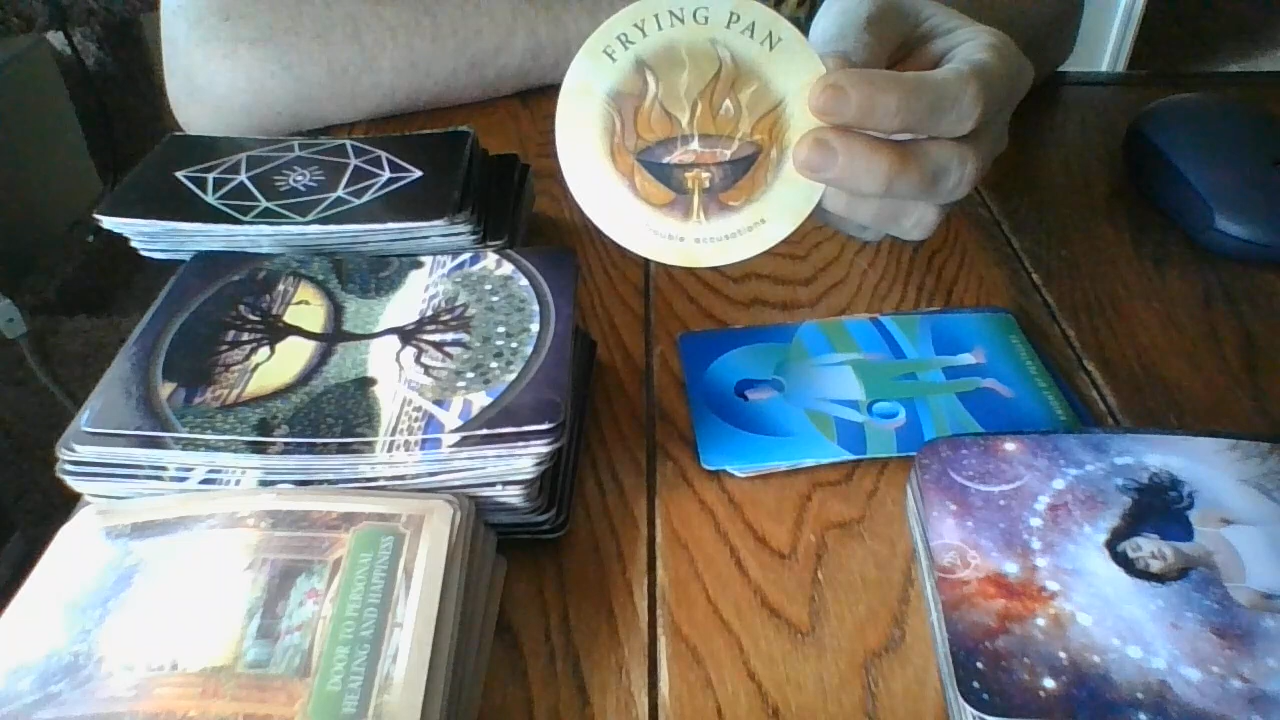 FRYING PAN
trouble accusations
DOOR TO PERSONAL
HEALING AND HAPPINESS